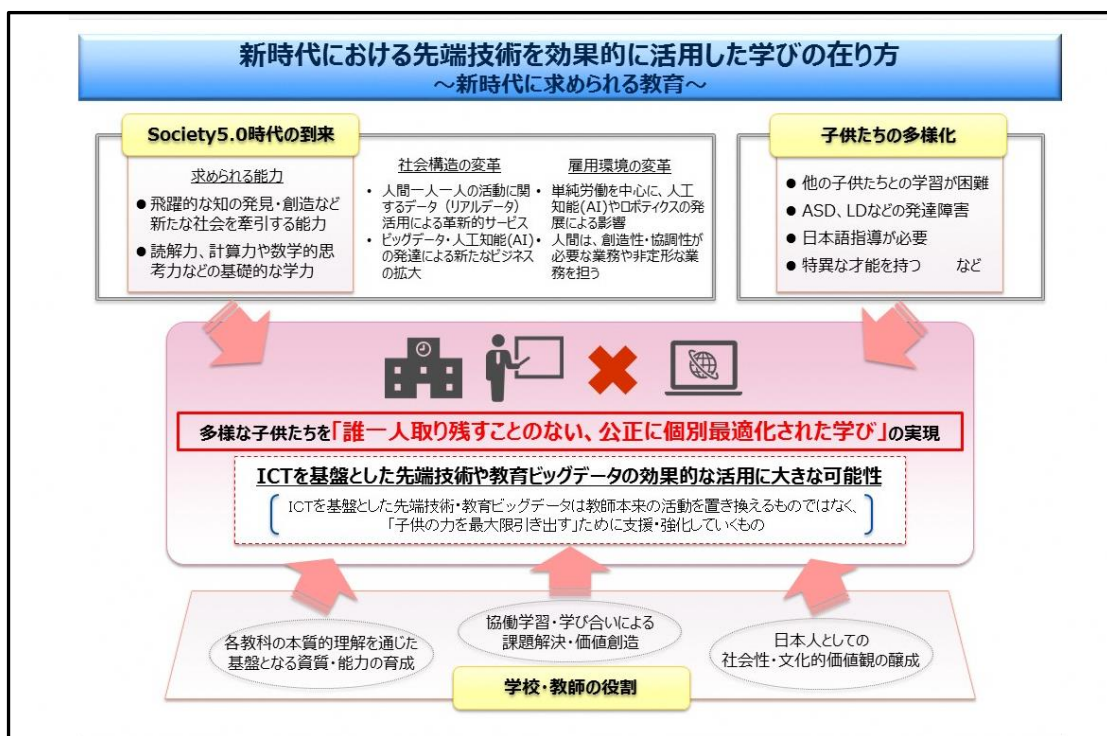 新時代における先端技術を効果的に活用した学びの在り方
～新時代に求められる教育～
Society5.0時代の到来
求められる能力
● 飛躍的な知の発見・創造など
新たな社会を牽引する能力
● 読解力、計算力や数学的思
考力などの基礎的な学力
社会構造の変革
• 人間一人一人の活動に関
するデータ（リアルデータ）
活用による革新的サービス
• ビッグデータ・人工知能(AI)
の発達による新たなビジネス
の拡大
雇用環境の変革
• 単純労働を中心に、人工
知能(AI)やロボティクスの発
展による影響
• 人間は、創造性・協調性が
必要な業務や非定形な業
務を担う
子供たちの多様化
● 他の子供たちとの学習が困難
● ASD、LDなどの発達障害
● 日本語指導が必要
● 特異な才能を持つ　　など
多様な子供たちを「誰一人取り残すことのない、公正に個別最適化された学び」の実現
ICTを基盤とした先端技術や教育ビッグデータの効果的な活用に大きな可能性
ICTを基盤とした先端技術・教育ビッグデータは教師本来の活動を置き換えるものではなく、
「子供の力を最大限引き出す」ために支援・強化していくもの
各教科の本質的理解を通じた
基盤となる資質・能力の育成
協働学習・学び合いによる
課題解決・価値創造
日本人としての
社会性・文化的価値観の醸成
学校・教師の役割